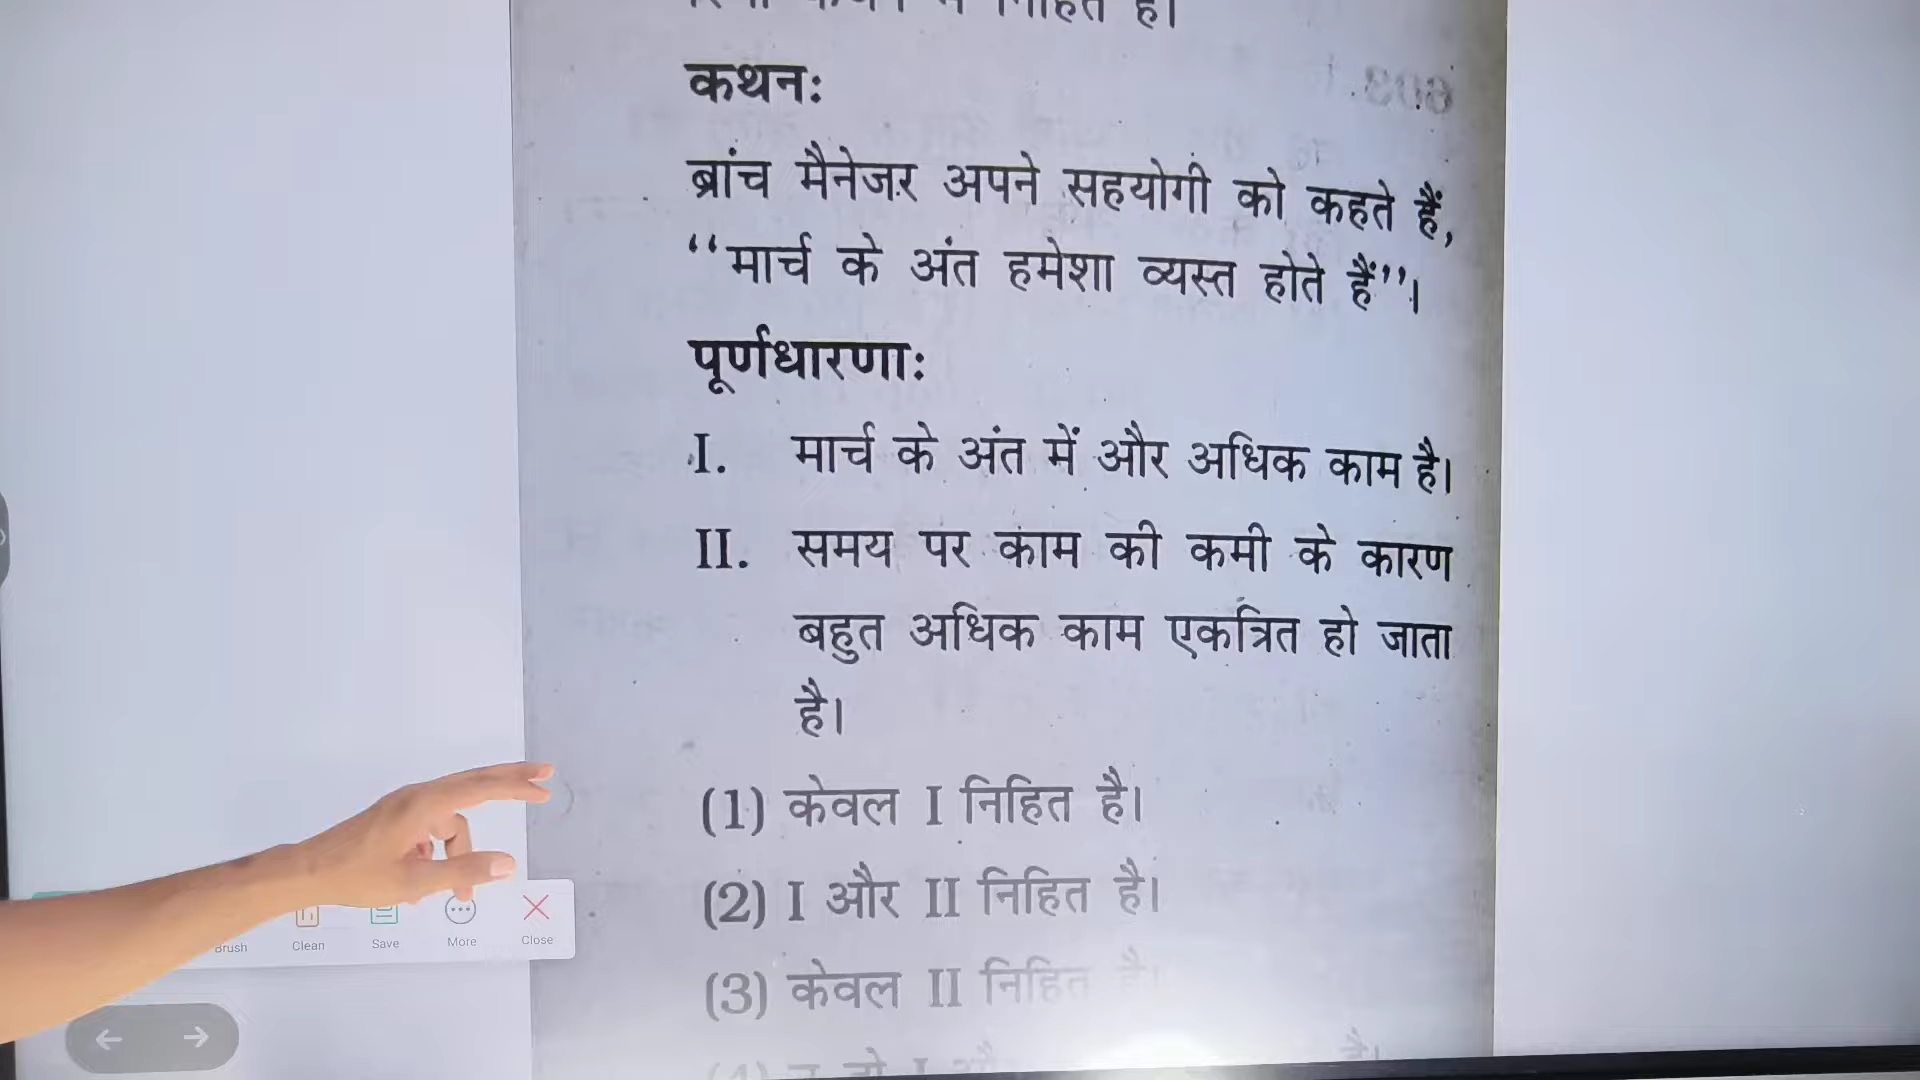 निहित है।
कथनः
ब्रांच मैनेजर अपने सहयोगी को कहते हैं,
“मार्च के अंत हमेशा व्यस्त होते हैं”।
पूर्णधारणाः
I. मार्च के अंत में और अधिक काम है।
II. समय पर काम की कमी के कारण
बहुत अधिक काम एकत्रित हो जाता
है।
(1) केवल I निहित है।
(2) I और II निहित है।
(3) केवल II निहित है।
Brush Clean Save More Close